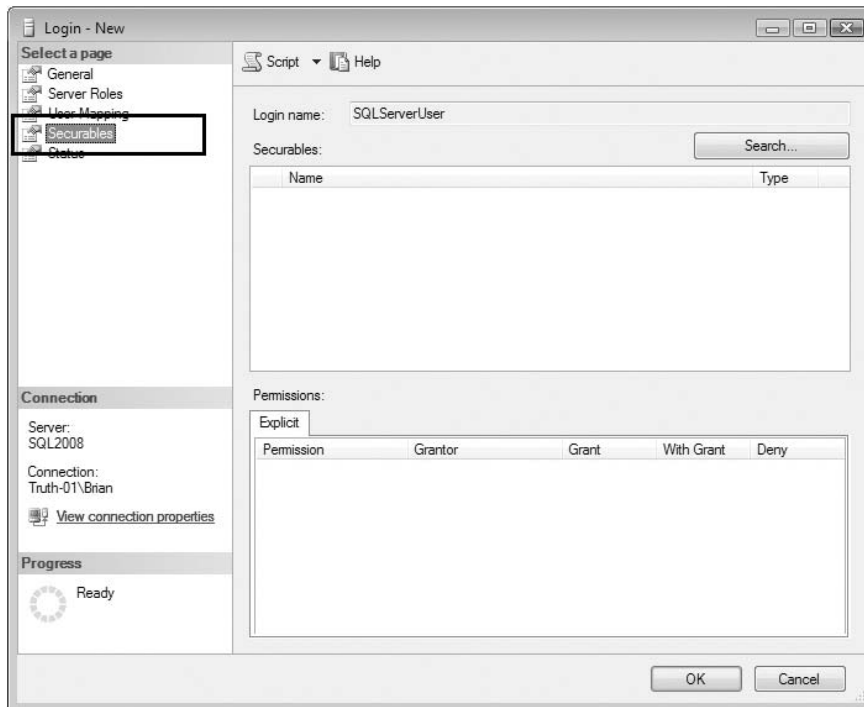 Login - New
Select a page
General
Server Roles
User Mapping
Securables
Status
Script Help
Login name: SQLServerUser
Securables: Search...
Name Type
Connection
Server:
SQL2008
Connection:
Truth-01\Brian
View connection properties
Progress
Ready
Permissions:
Explicit
Permission Grantor Grant With Grant Deny
OK Cancel